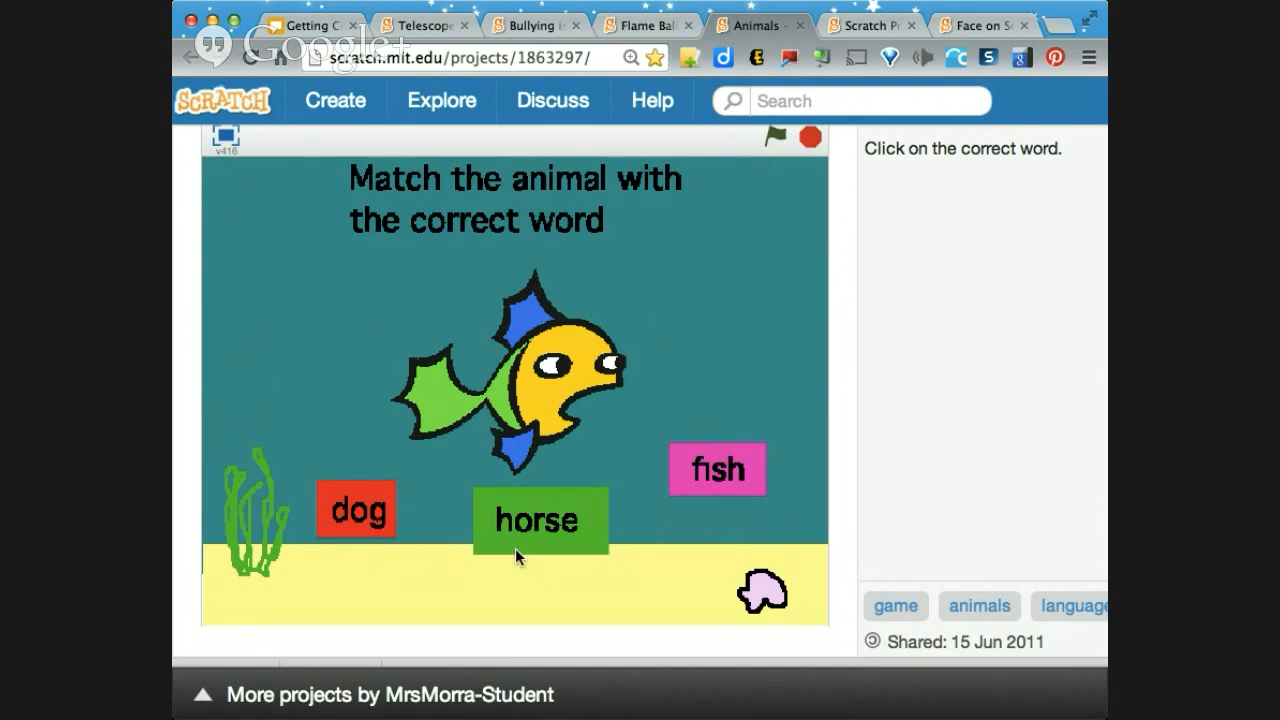 Getting C
Telescope
Bullying is
Flame Bal
Animals -
Scratch Pr
Face on Sc
Google+
scratch.mit.edu/projects/1863297/
SCRATCH
Create
Explore
Discuss
Help
Search
v416
Click on the correct word.
Match the animal with
the correct word
fish
dog
horse
game
animals
language
Shared: 15 Jun 2011
More projects by MrsMorra-Student